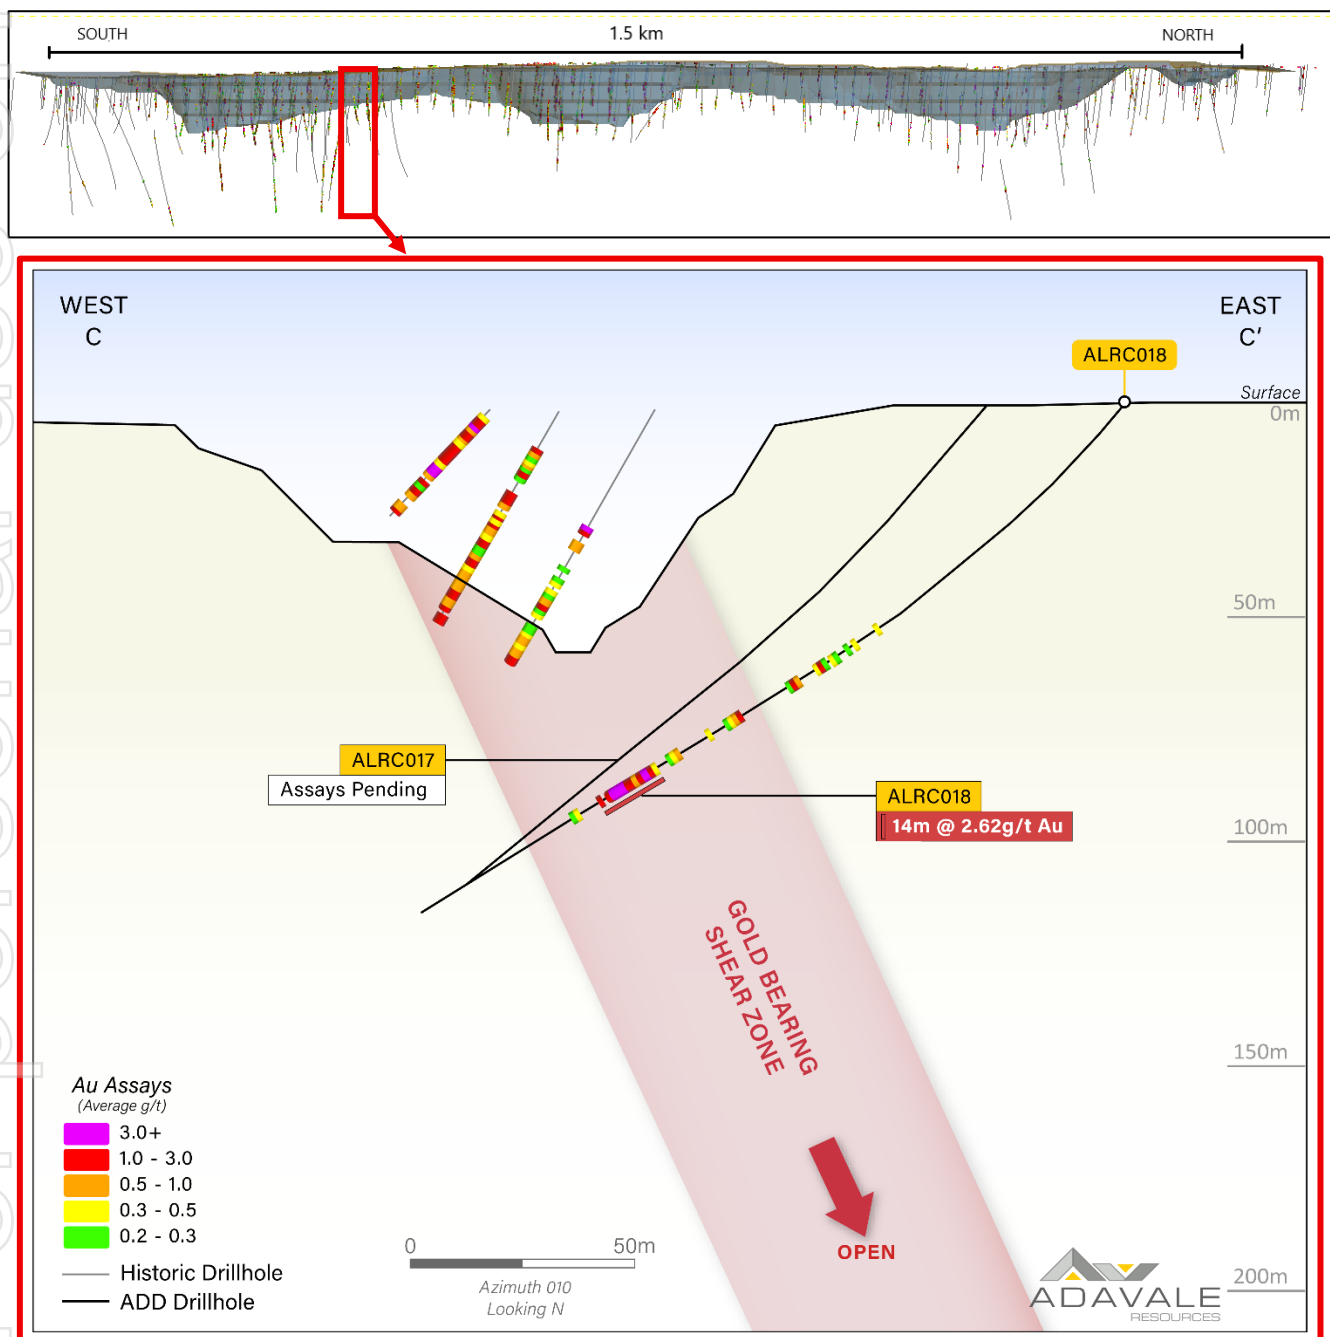 SOUTH
1.5 km
NORTH
WEST
C
EAST
C'
ALRC018
Surface
0m
50m
ALRC017
Assays Pending
ALRC018
14m @ 2.62g/t Au
100m
GOLD BEARING
SHEAR ZONE
150m
Au Assays
(Average g/t)
3.0+
1.0 - 3.0
0.5 - 1.0
0.3 - 0.5
0.2 - 0.3
Historic Drillhole
ADD Drillhole
0
50m
Azimuth 010
Looking N
OPEN
200m
ADAVALE
RESOURCES